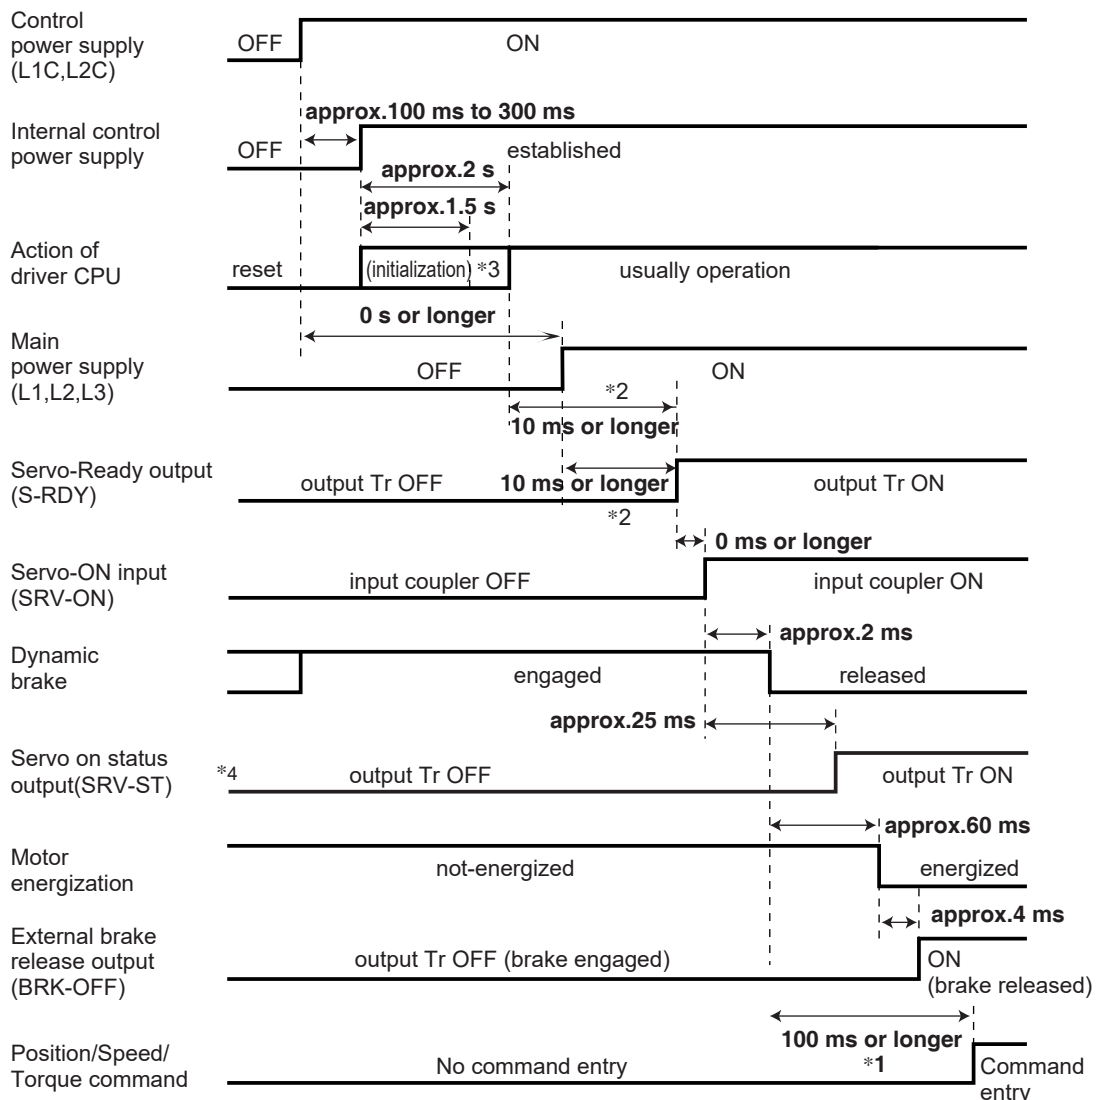 Control
power supply
(L1C,L2C)
OFF
ON
approx.100 ms to 300 ms
Internal control
power supply
OFF
established
approx.2 s
approx.1.5 s
Action of
driver CPU
reset
(initialization)
*3
usually operation
0 s or longer
Main
power supply
(L1,L2,L3)
OFF
ON
*2
10 ms or longer
Servo-Ready output
(S-RDY)
output Tr OFF
10 ms or longer
output Tr ON
*2
0 ms or longer
Servo-ON input
(SRV-ON)
input coupler OFF
input coupler ON
approx.2 ms
Dynamic
brake
engaged
released
approx.25 ms
Servo on status
output(SRV-ST)
*4
output Tr OFF
output Tr ON
approx.60 ms
Motor
energization
not-energized
energized
approx.4 ms
External brake
release output
(BRK-OFF)
output Tr OFF (brake engaged)
ON
(brake released)
100 ms or longer
*1
Position/Speed/
Torque command
No command entry
Command
entry